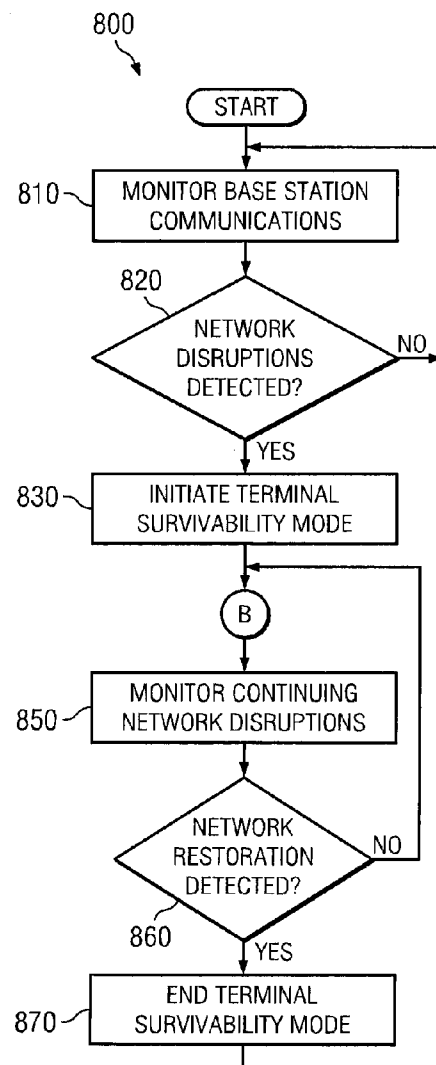 800
START
810
MONITOR BASE STATION
COMMUNICATIONS
820
NETWORK
DISRUPTIONS
DETECTED?
NO
YES
830
INITIATE TERMINAL
SURVIVABILITY MODE
B
850
MONITOR CONTINUING
NETWORK DISRUPTIONS
NETWORK
RESTORATION
DETECTED?
NO
860
YES
870
END TERMINAL
SURVIVABILITY MODE